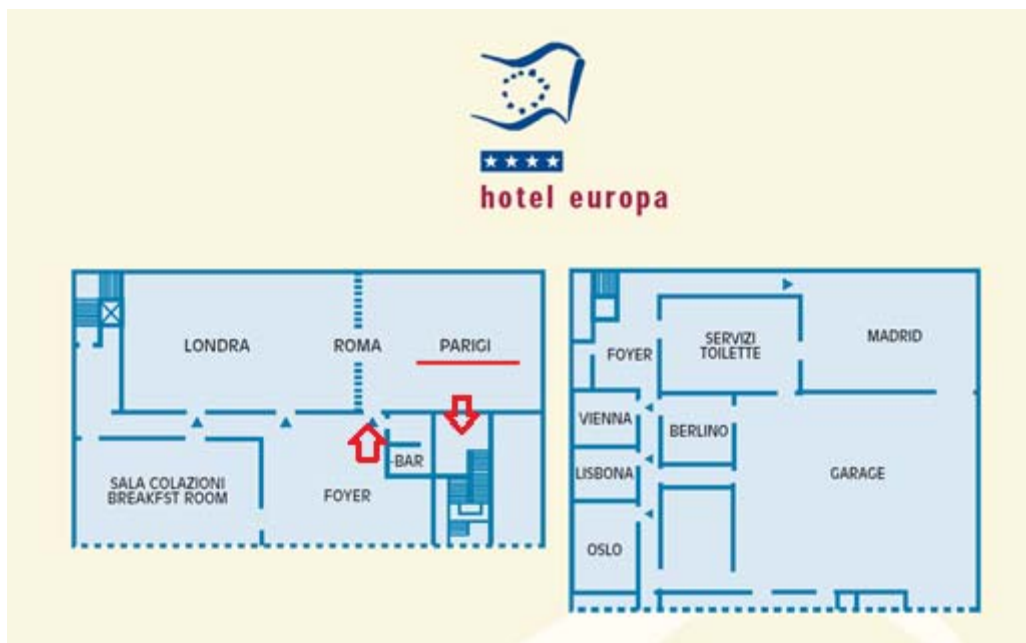 hotel europa
LONDRA
ROMA
PARIGI
BAR
SALA COLAZIONI
BREAKFST ROOM
FOYER
FOYER
SERVIZI
TOILETTE
MADRID
VIENNA
BERLINO
LISBONA
GARAGE
OSLO